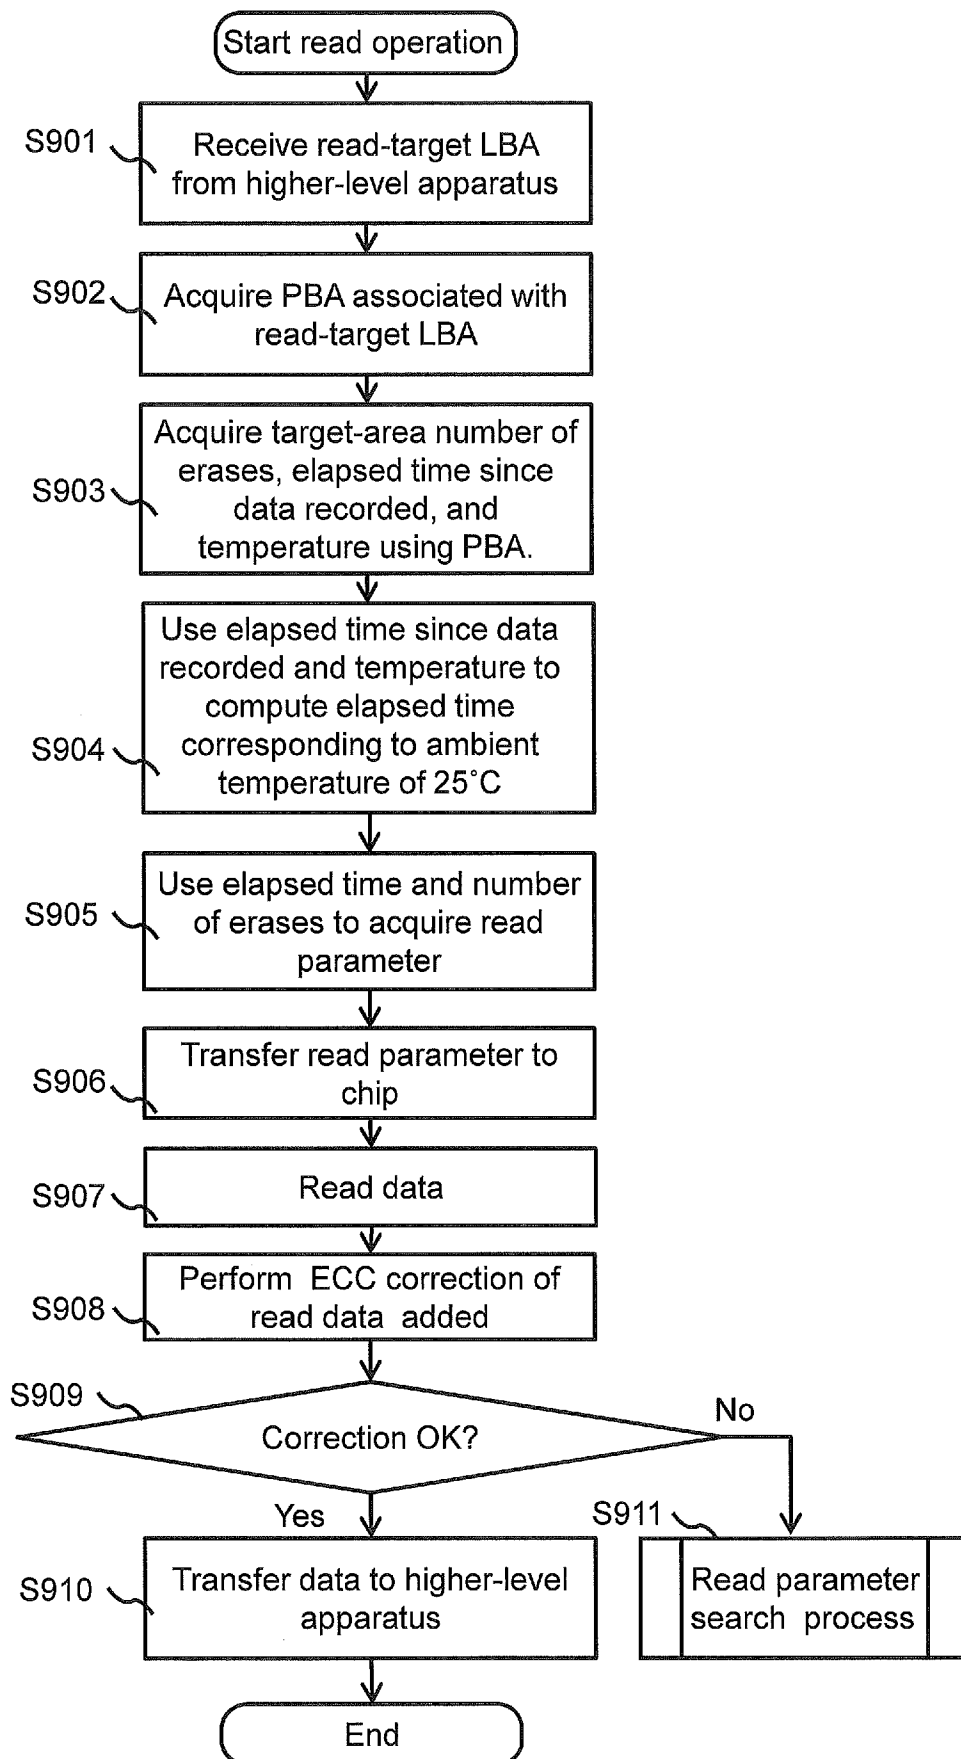 Start read operation
S901
Receive read-target LBA
from higher-level apparatus
S902
Acquire PBA associated with
read-target LBA
S903
Acquire target-area number of
erases, elapsed time since
data recorded, and
temperature using PBA.
S904
Use elapsed time since data
recorded and temperature to
compute elapsed time
corresponding to ambient
temperature of 25°C
S905
Use elapsed time and number
of erases to acquire read
parameter
S906
Transfer read parameter to
chip
S907
Read data
S908
Perform ECC correction of
read data added
S909
Correction OK?
No
Yes
S910
Transfer data to higher-level
apparatus
S911
Read parameter
search process
End